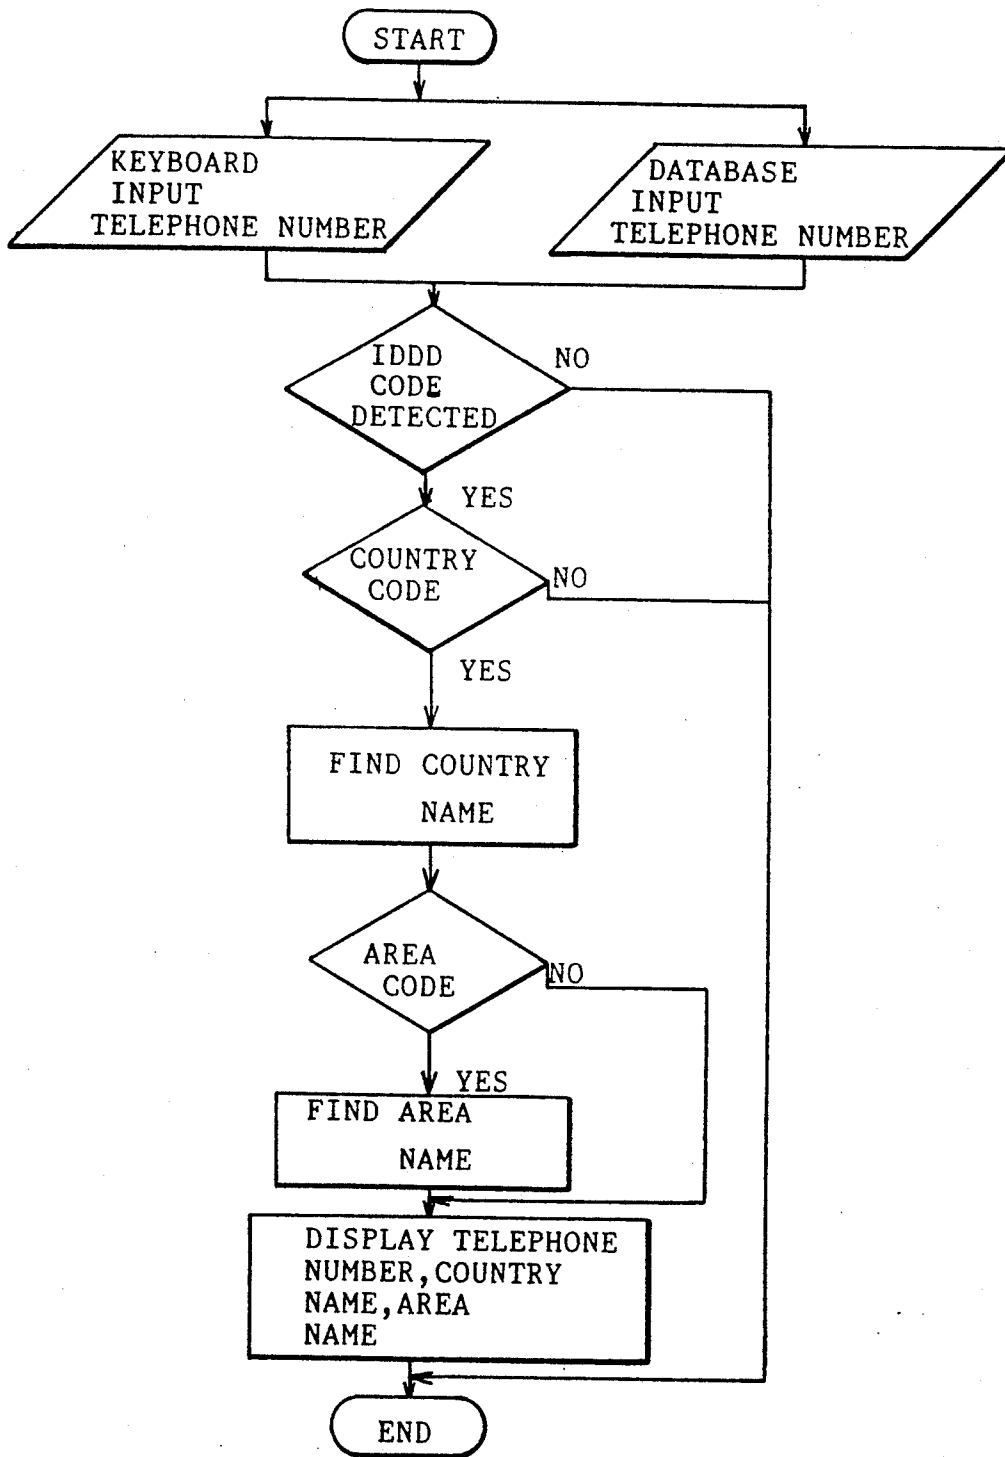 START
KEYBOARD
INPUT
TELEPHONE NUMBER
DATABASE
INPUT
TELEPHONE NUMBER
IDDD
CODE
DETECTED
NO
YES
COUNTRY
CODE
NO
YES
FIND COUNTRY
NAME
AREA
CODE
NO
YES
FIND AREA
NAME
DISPLAY TELEPHONE
NUMBER,COUNTRY
NAME,AREA
NAME
END